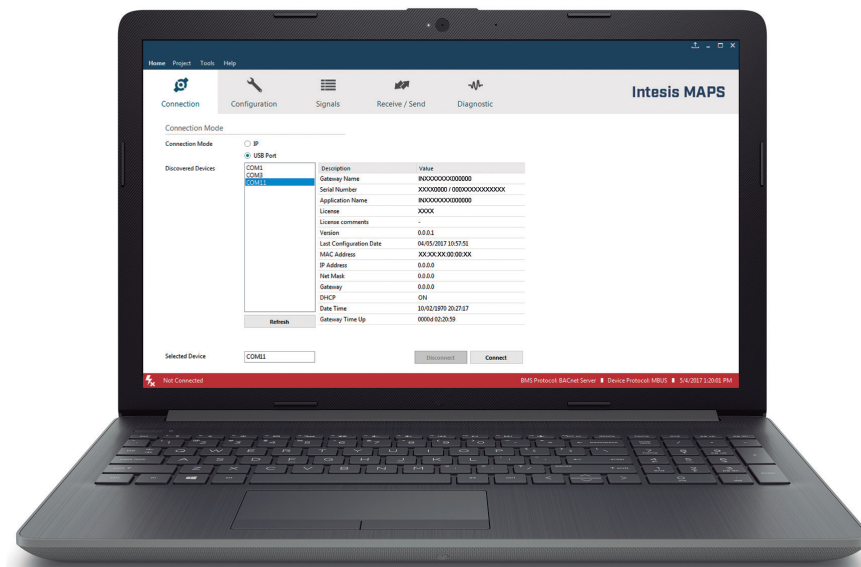 Home Project Tools Help
Connection Configuration Signals Receive / Send Diagnostic
Intesis MAPS
Connection Mode
Connection Mode IP
USB Port
Discovered Devices
COM1
COM3
COM11
Description Value
Gateway Name INXXXXXXX000000
Serial Number XXXX0000 / 000XXXXXXXXXXXX
Application Name INXXXXXXX000000
License XXXX
License comments -
Version 0.0.0.1
Last Configuration Date 04/05/2017 10:57:51
MAC Address XX:XX:XX:00:00:XX
IP Address 0.0.0.0
Net Mask 0.0.0.0
Gateway 0.0.0.0
DHCP ON
Date Time 10/02/1970 20:27:17
Gateway Time Up 0000d 02:20:59
Refresh
Selected Device COM11
Disconnect Connect
Not Connected
BMS Protocol: BACnet Server Device Protocol: MBUS 5/4/2017 1:20:01 PM